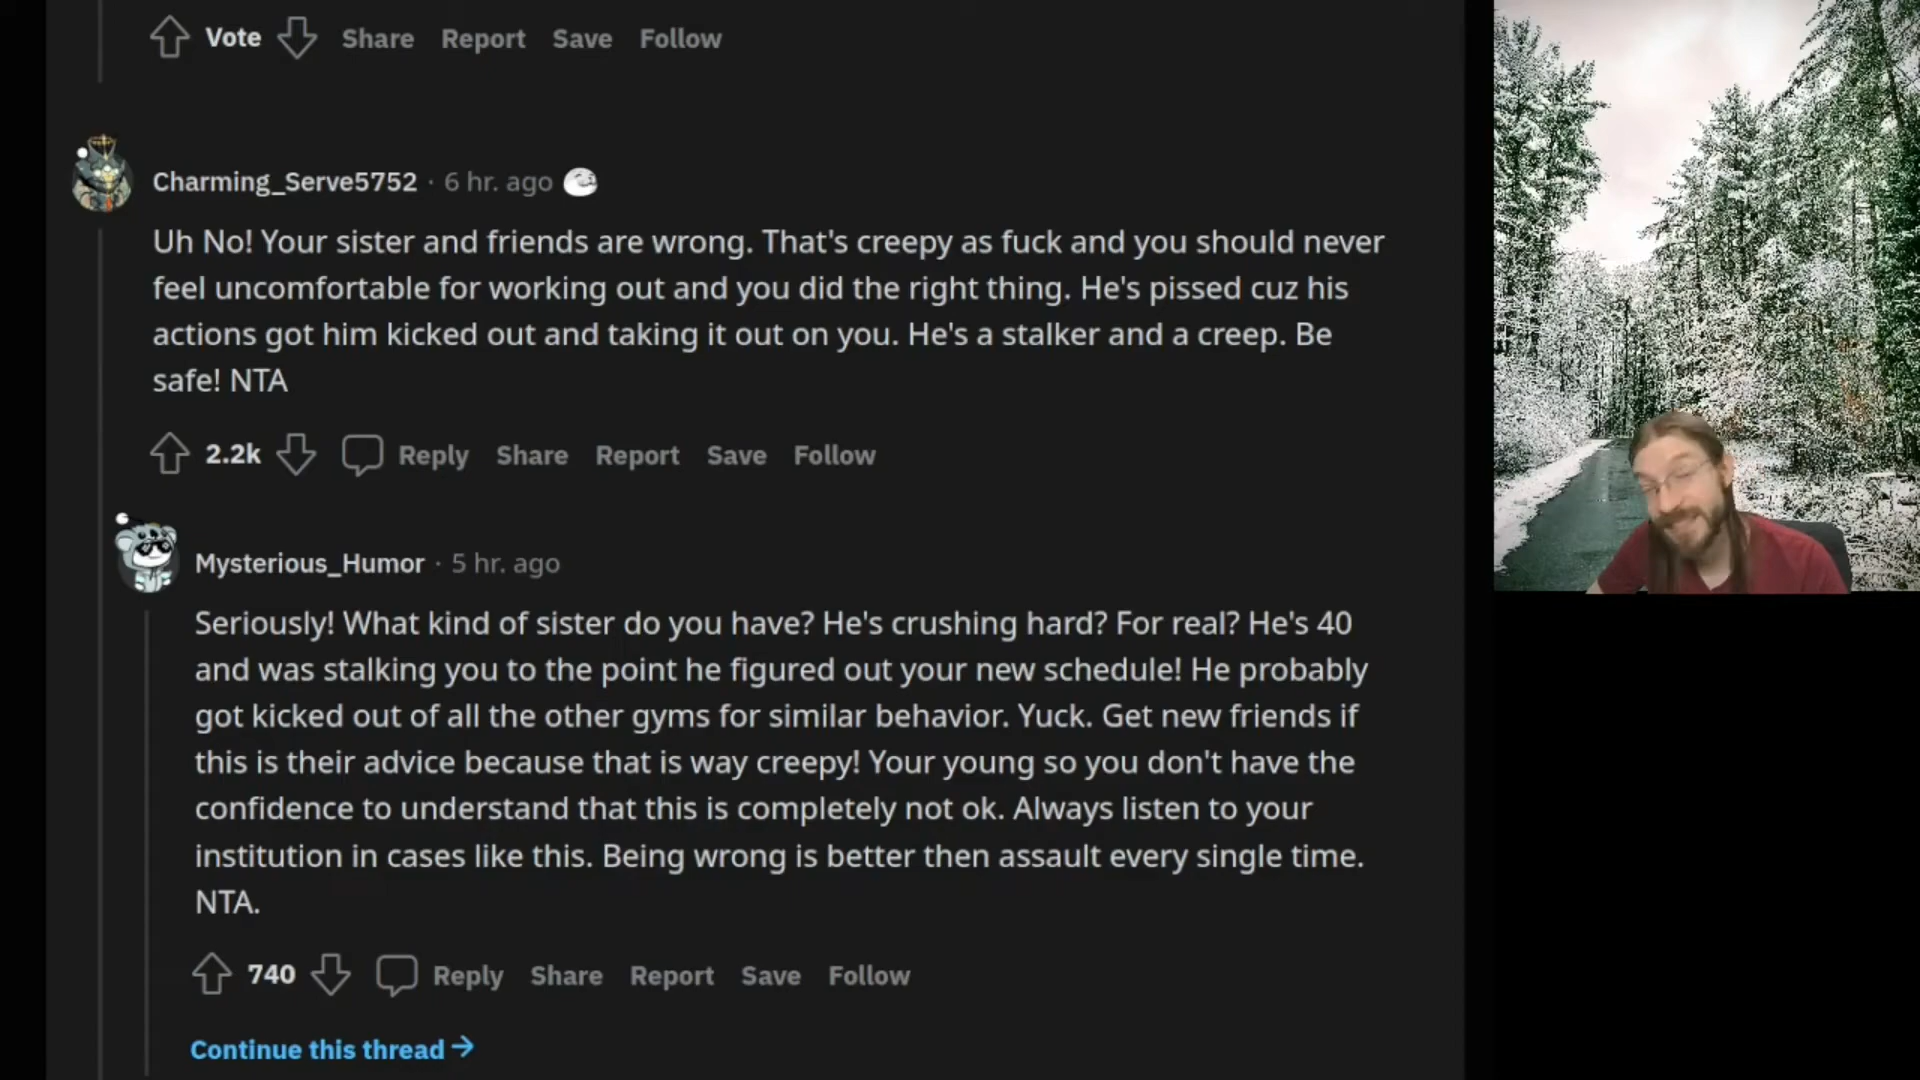 Vote Share Report Save Follow
Charming_Serve5752 · 6 hr. ago
Uh No! Your sister and friends are wrong. That's creepy as fuck and you should never
feel uncomfortable for working out and you did the right thing. He's pissed cuz his
actions got him kicked out and taking it out on you. He's a stalker and a creep. Be
safe! NTA
2.2k Reply Share Report Save Follow
Mysterious_Humor · 5 hr. ago
Seriously! What kind of sister do you have? He's crushing hard? For real? He's 40
and was stalking you to the point he figured out your new schedule! He probably
got kicked out of all the other gyms for similar behavior. Yuck. Get new friends if
this is their advice because that is way creepy! Your young so you don't have the
confidence to understand that this is completely not ok. Always listen to your
institution in cases like this. Being wrong is better then assault every single time.
NTA.
740 Reply Share Report Save Follow
Continue this thread →